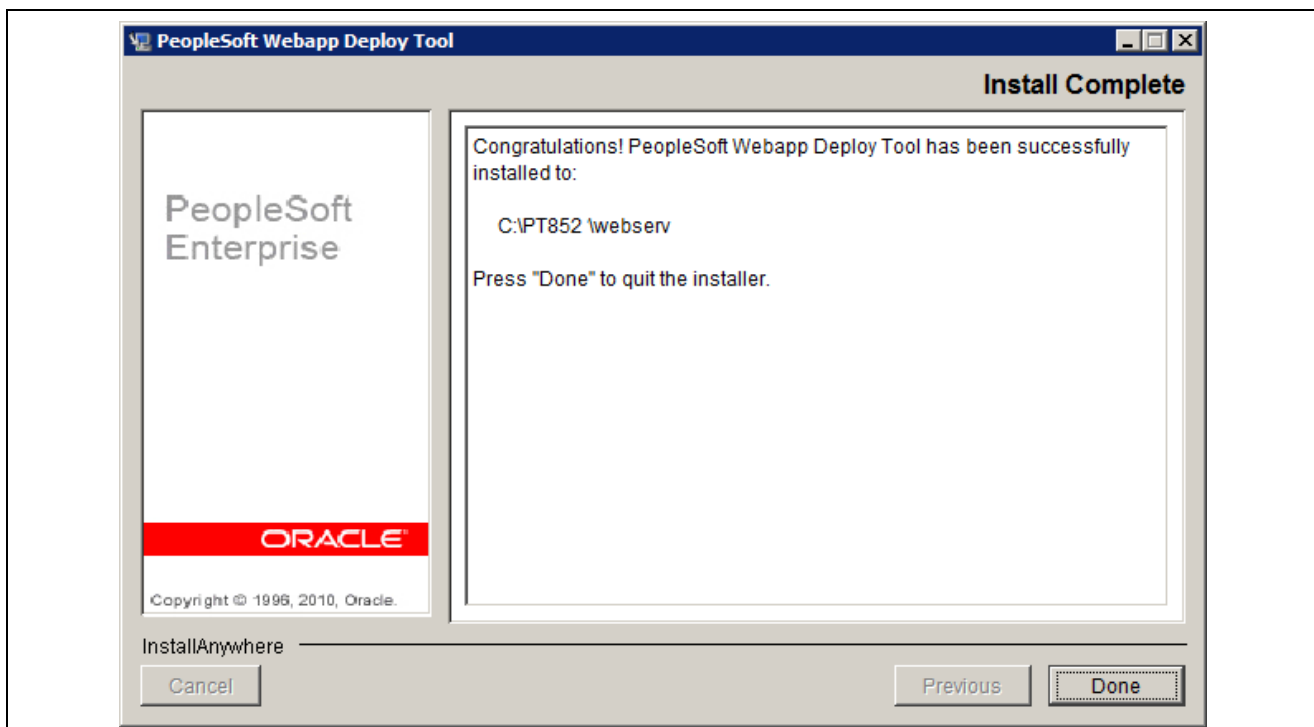 PeopleSoft Webapp Deploy Tool
Install Complete
PeopleSoft
Enterprise
ORACLE
Copyright © 1996, 2010, Oracle.
Congratulations! PeopleSoft Webapp Deploy Tool has been successfully
installed to:
C:\PT852 \webserv
Press "Done" to quit the installer.
InstallAnywhere
Cancel
Previous
Done